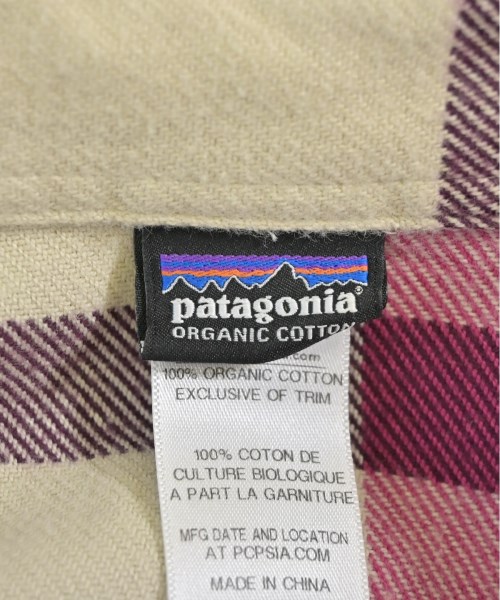 patagonia®
ORGANIC COTTON
.com
100% ORGANIC COTTON
EXCLUSIVE OF TRIM
100% COTON DE
CULTURE BIOLOGIQUE
A PART LA GARNITURE
MFG DATE AND LOCATION
AT PCPSIA.COM
MADE IN CHINA